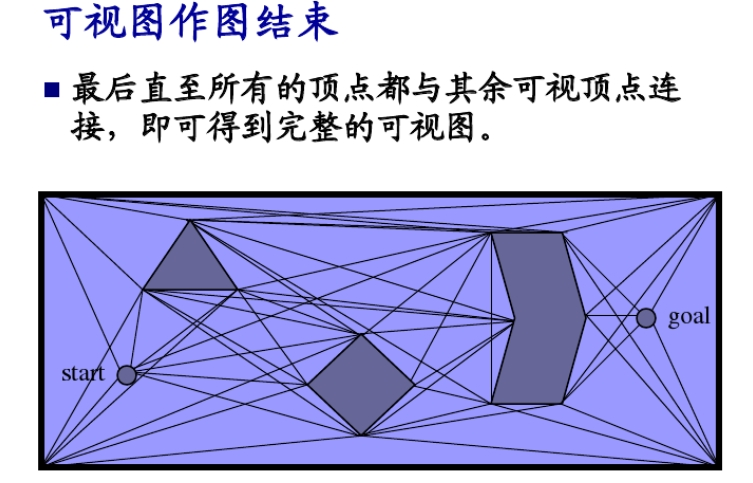 可视图作图结束
最后直至所有的顶点都与其余可视顶点连
接，即可得到完整的可视图。
goal
start